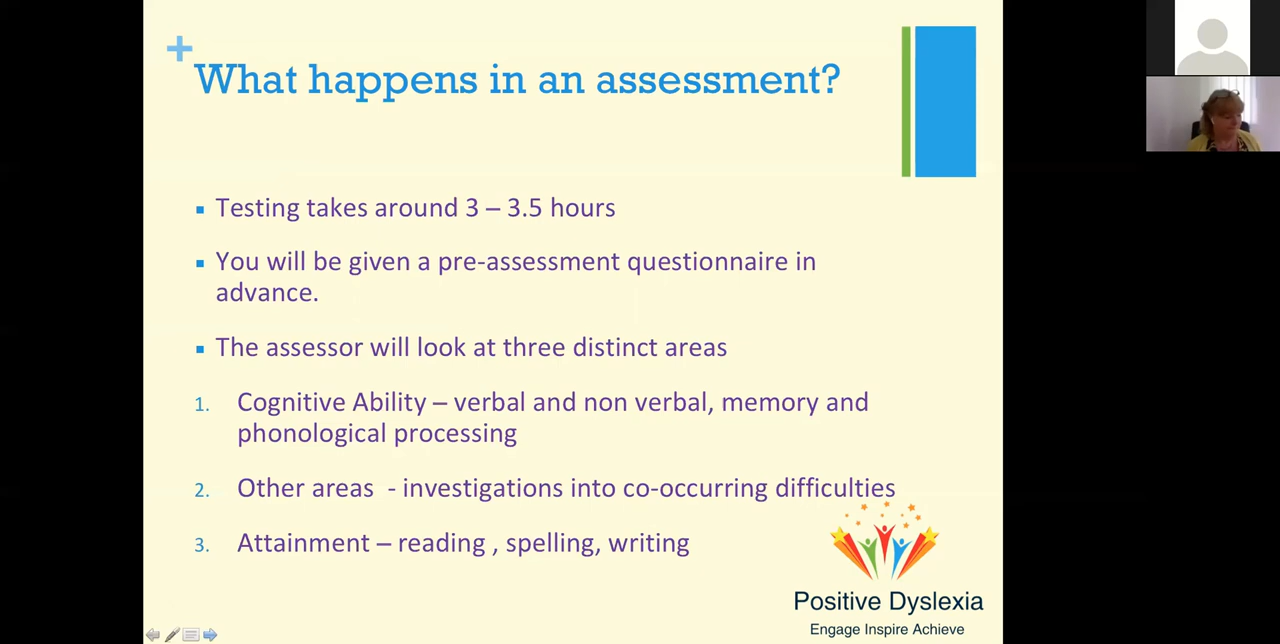 What happens in an assessment?
Testing takes around 3 – 3.5 hours
You will be given a pre-assessment questionnaire in
advance.
The assessor will look at three distinct areas
1. Cognitive Ability – verbal and non verbal, memory and
phonological processing
2. Other areas - investigations into co-occurring difficulties
3. Attainment – reading , spelling, writing
Positive Dyslexia
Engage Inspire Achieve